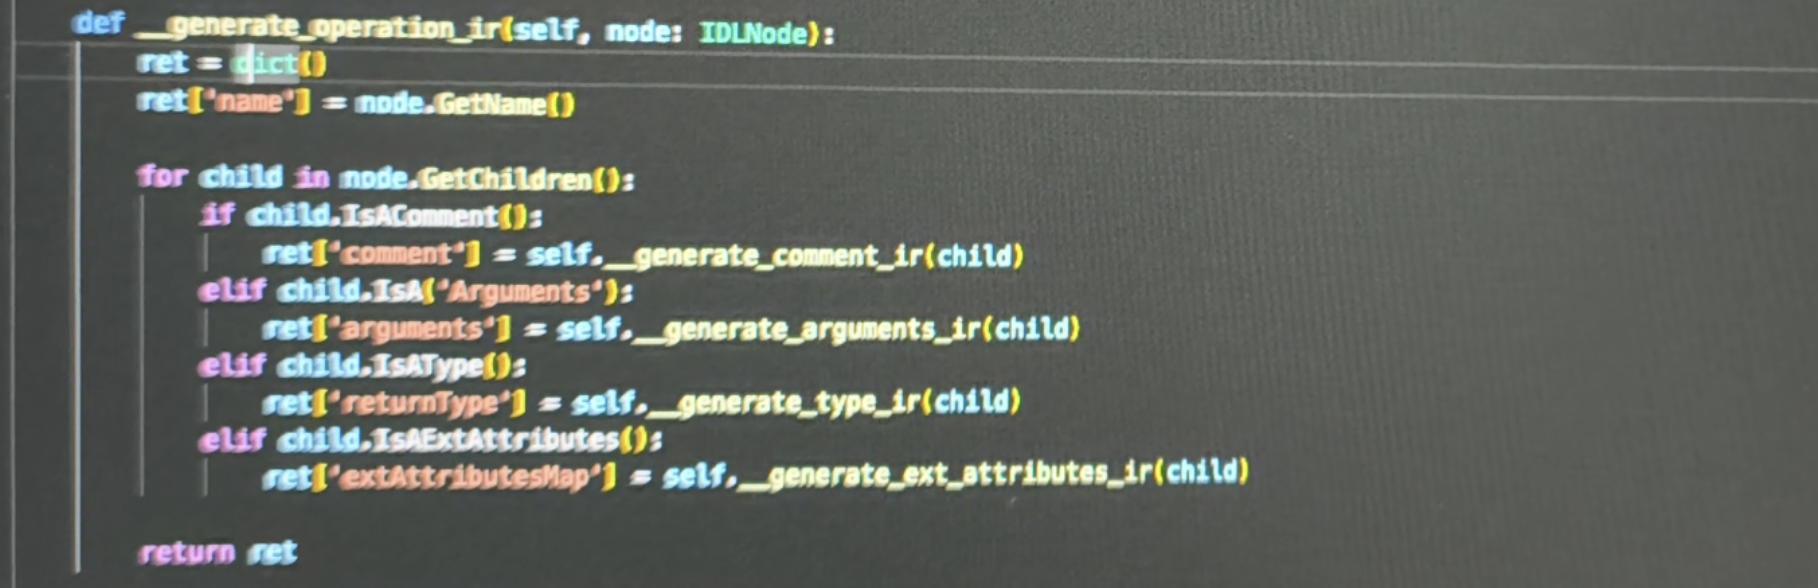 def __generate_operation_ir(self, node: IDLNode):
ret = dict()
ret['name'] = node.GetName()
for child in node.GetChildren():
if child.IsAComment():
ret['comment'] = self.__generate_comment_ir(child)
elif child.IsA('Arguments'):
ret['arguments'] = self.__generate_arguments_ir(child)
elif child.IsAType():
ret['returnType'] = self.__generate_type_ir(child)
elif child.IsAExtAttributes():
ret['extAttributesMap'] = self.__generate_ext_attributes_ir(child)
return ret